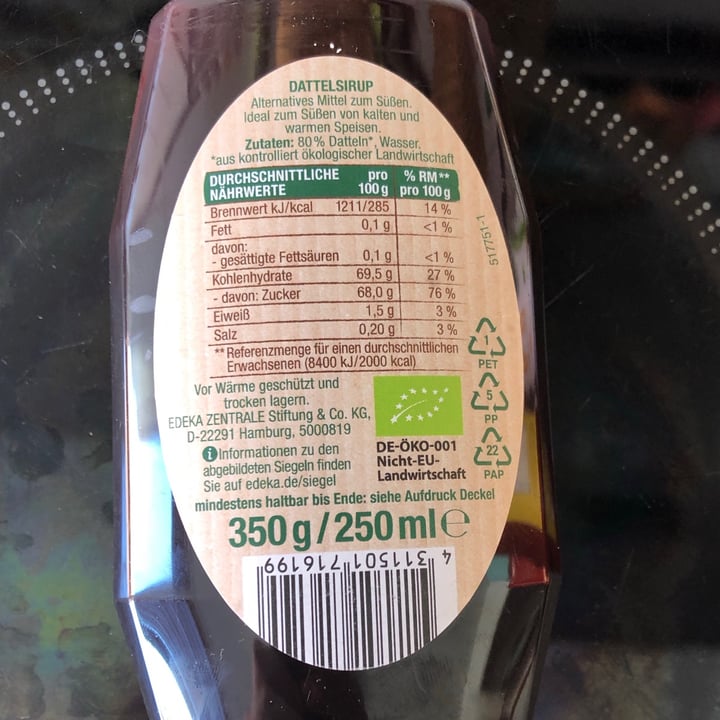 DATTELSIRUP
Alternatives Mittel zum Süßen.
Ideal zum Süßen von kalten und
warmen Speisen.
Zutaten: 80% Datteln*, Wasser.
*aus kontrolliert ökologischer Landwirtschaft
DURCHSCHNITTLICHE NÄHRWERTE pro 100 g % RM** pro 100 g
Brennwert kJ/kcal 1211/285 14 %
Fett 0,1 g <1 %
davon:
- gesättigte Fettsäuren 0,1 g <1 %
Kohlenhydrate 69,5 g 27 %
- davon: Zucker 68,0 g 76 %
Eiweiß 1,5 g 3 %
Salz 0,20 g 3 %
** Referenzmenge für einen durchschnittlichen
Erwachsenen (8400 kJ/2000 kcal)
517751-1
1
PET
5
PP
22
PAP
Vor Wärme geschützt und
trocken lagern.
EDEKA ZENTRALE Stiftung & Co. KG,
D-22291 Hamburg, 5000819
i Informationen zu den
abgebildeten Siegeln finden
Sie auf edeka.de/siegel
DE-ÖKO-001
Nicht-EU-
Landwirtschaft
mindestens haltbar bis Ende: siehe Aufdruck Deckel
350 g / 250 ml e
4 311501 716199